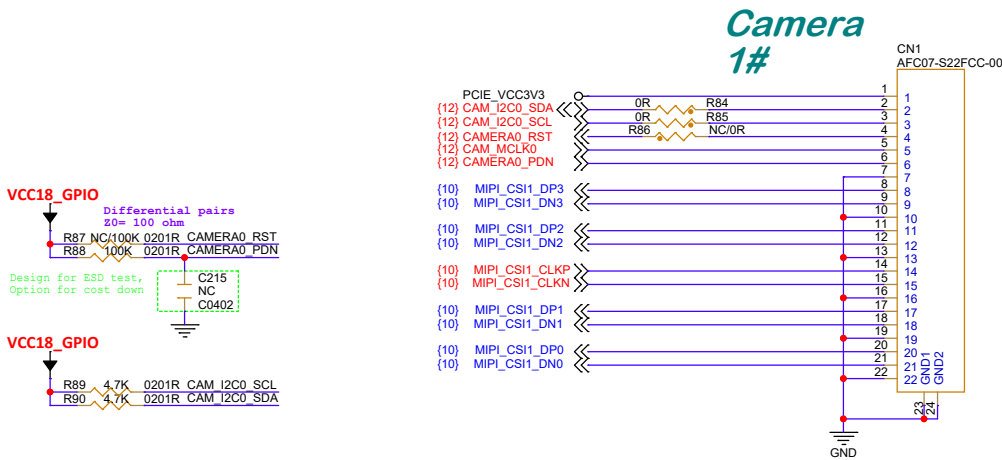 Camera
1#
CN1
AFC07-S22FCC-00
PCIE_VCC3V3 1 1
{12} CAM_I2C0_SDA 0R R84 2 2
{12} CAM_I2C0_SCL 0R R85 3 3
{12} CAMERA0_RST R86 NC/0R 4 4
{12} CAM_MCLK0 5 5
{12} CAMERA0_PDN 6 6
7 7
{10} MIPI_CSI1_DP3 8 8
{10} MIPI_CSI1_DN3 9 9
10 10
{10} MIPI_CSI1_DP2 11 11
{10} MIPI_CSI1_DN2 12 12
13 13
{10} MIPI_CSI1_CLKP 14 14
{10} MIPI_CSI1_CLKN 15 15
16 16
{10} MIPI_CSI1_DP1 17 17
{10} MIPI_CSI1_DN1 18 18
19 19
{10} MIPI_CSI1_DP0 20 20
{10} MIPI_CSI1_DN0 21 21
22 22
GND1
GND2
23
24
GND
VCC18_GPIO
Differential pairs
Z0= 100 ohm
R87 NC/100K 0201R CAMERA0_RST
R88 100K 0201R CAMERA0_PDN
Design for ESD test,
Option for cost down
C215
NC
C0402
VCC18_GPIO
R89 4.7K 0201R CAM_I2C0_SCL
R90 4.7K 0201R CAM_I2C0_SDA